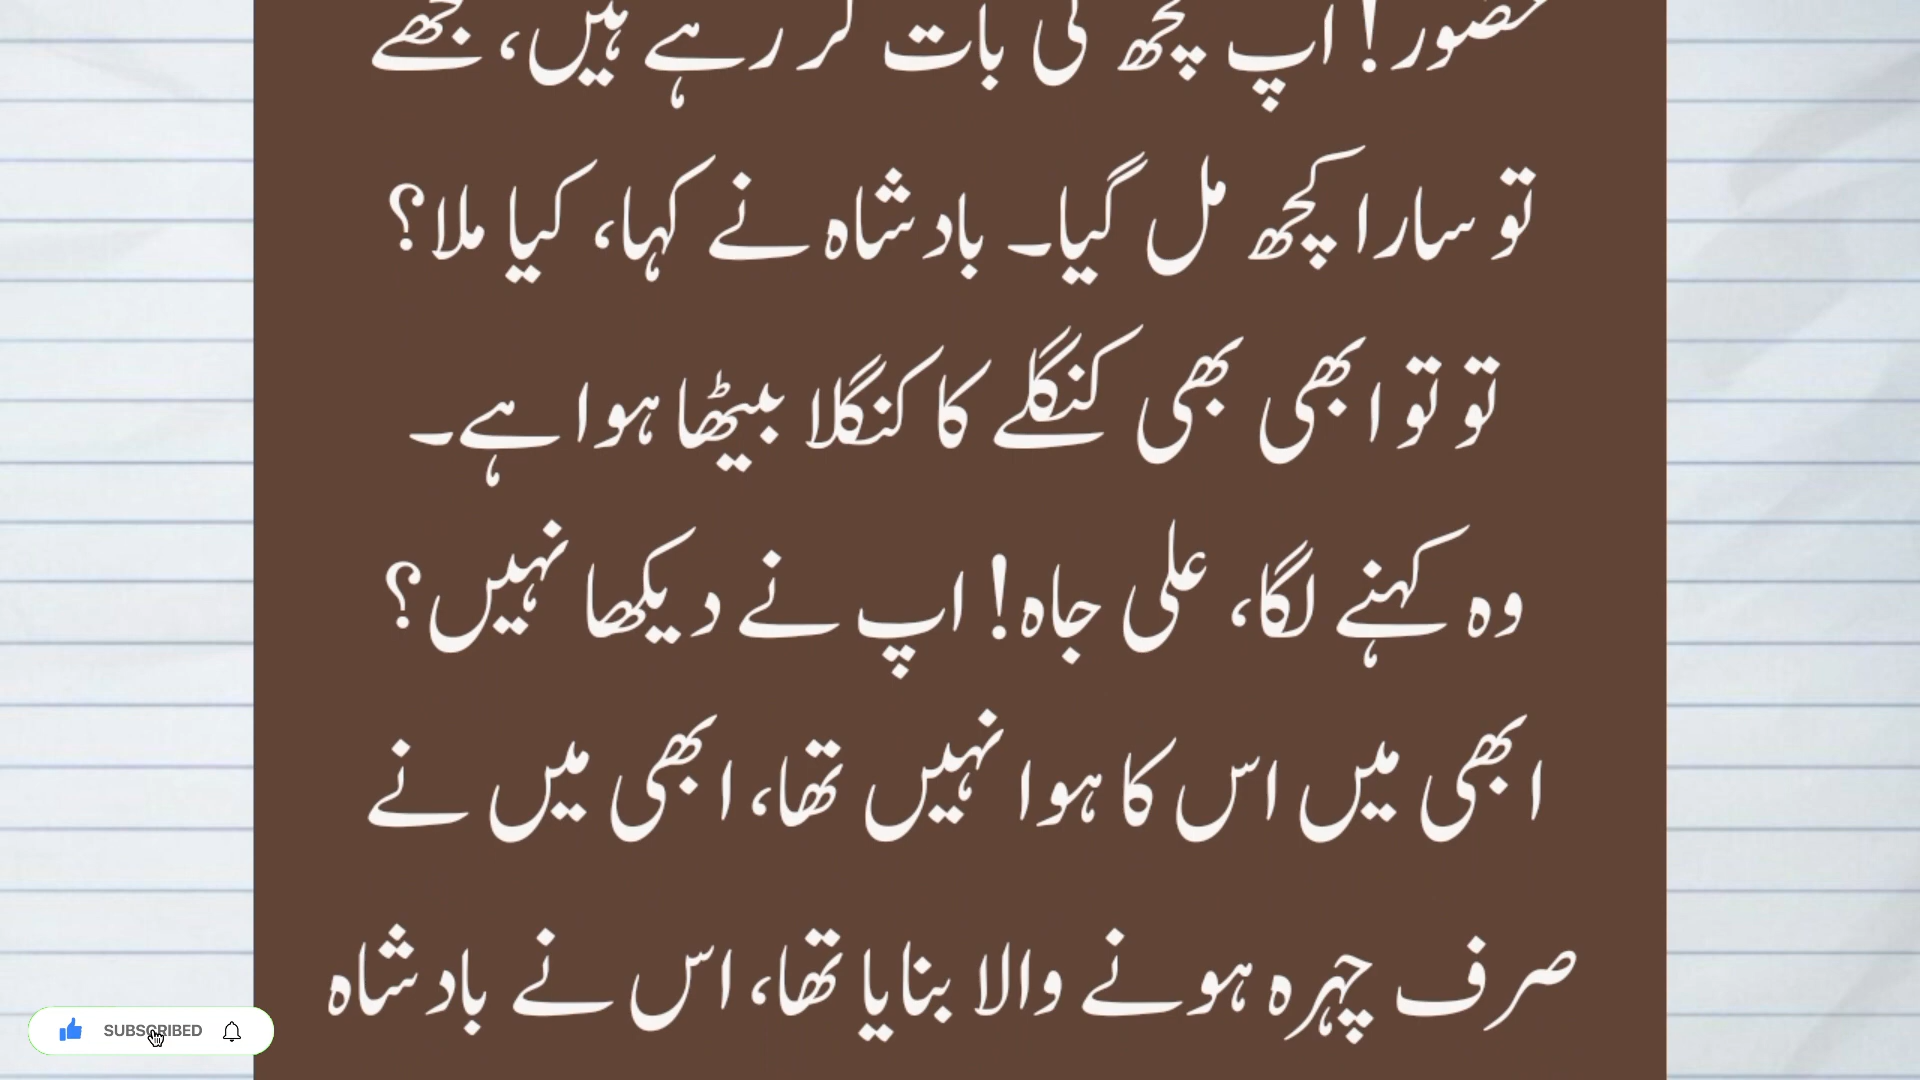 حضور! اپ کچھ کی بات کر رہے ہیں، مجھے
تو سارا کچھ مل گیا۔ بادشاہ نے کہا، کیا ملا؟
تو تو ابھی بھی کنگلے کا کنگلا بیٹھا ہوا ہے۔
وہ کہنے لگا، علی جاہ! اپ نے دیکھا نہیں؟
ابھی میں اس کا ہوا نہیں تھا، ابھی میں نے
صرف چہرہ ہونے والا بنایا تھا، اس نے بادشاہ
SUBSCRIBED